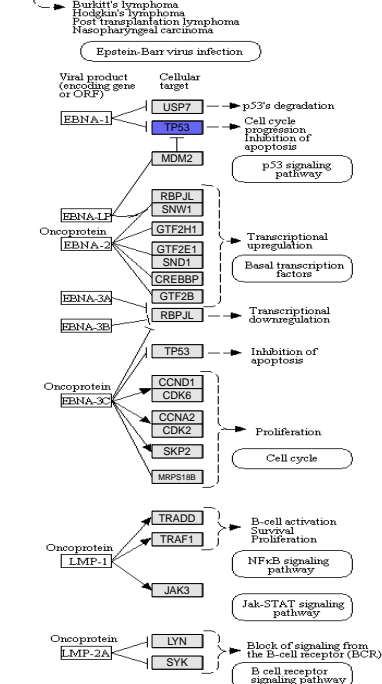 Burkitt's lymphoma
Hodgkin's lymphoma
Post transplantation lymphoma
Nasopharyngeal carcinoma
Epstein-Barr virus infection
Viral product
(encoding gene
or ORF)
Cellular
target
EBNA-1
USP7
p53's degradation
TP53
Cell cycle
progression
Inhibition of
apoptosis
MDM2
p53 signaling
pathway
EBNA-LP
RBPJL
SNW1
Oncoprotein
EBNA-2
GTF2H1
GTF2E1
SND1
CREBBP
GTF2B
Transcriptional
upregulation
Basal transcription
factors
EBNA-3A
EBNA-3B
RBPJL
Transcriptional
downregulation
TP53
Inhibition of
apoptosis
Oncoprotein
EBNA-3C
CCND1
CDK6
CCNA2
CDK2
SKP2
MRPS18B
Proliferation
Cell cycle
Oncoprotein
LMP-1
TRADD
TRAF1
JAK3
B-cell activation
Survival
Proliferation
NFκB signaling
pathway
Jak-STAT signaling
pathway
Oncoprotein
LMP-2A
LYN
SYK
Block of signaling from
the B-cell receptor (BCR)
B cell receptor
signaling pathway